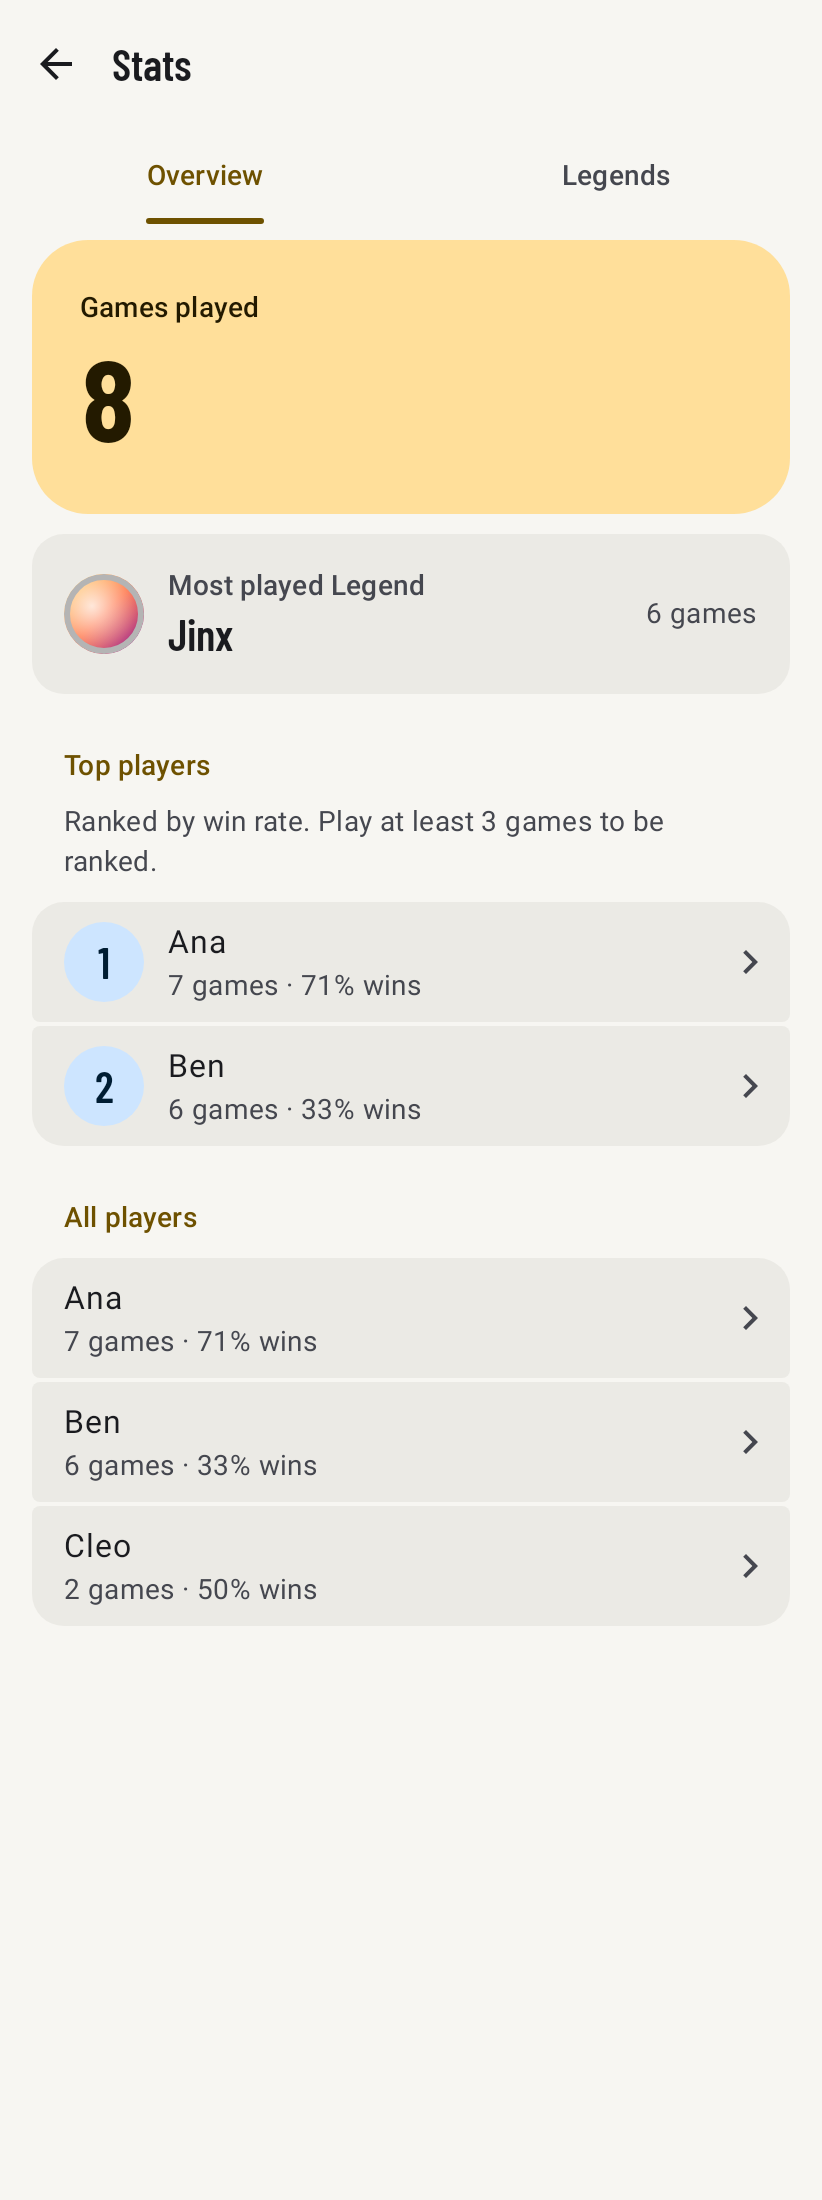 Stats
Overview
Legends
Games played
8
Most played Legend
Jinx
6 games
Top players
Ranked by win rate. Play at least 3 games to be
ranked.
1
Ana
7 games · 71% wins
2
Ben
6 games · 33% wins
All players
Ana
7 games · 71% wins
Ben
6 games · 33% wins
Cleo
2 games · 50% wins